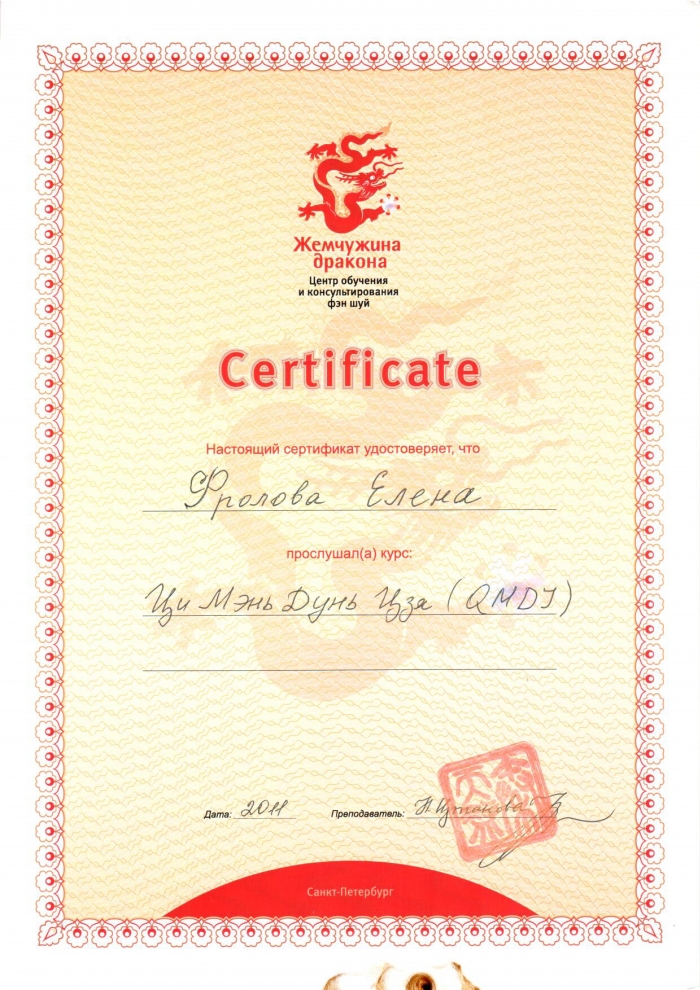 Жемчужина
дракона
Центр обучения
и консультирования
фэн шуй
Certificate
Настоящий сертификат удостоверяет, что
Фролова Елена
прослушал(а) курс:
Ци Мэнь Дунь Цзя (QMDJ)
Дата: 2011 Преподаватель:
Санкт-Петербург